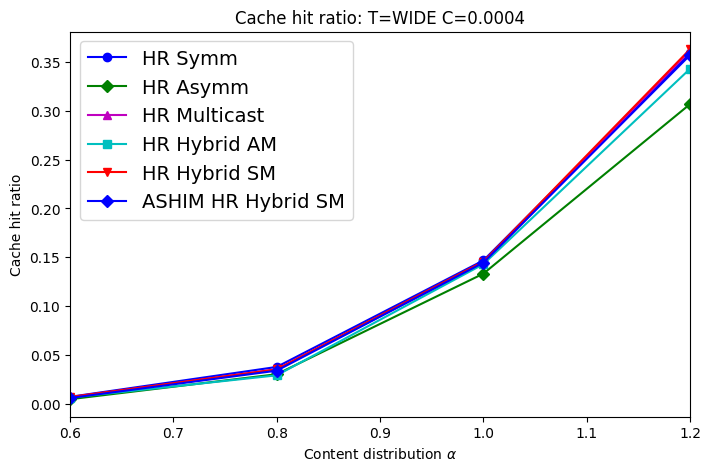 Cache hit ratio: T=WIDE C=0.0004
HR Symm
HR Asymm
HR Multicast
HR Hybrid AM
HR Hybrid SM
ASHIM HR Hybrid SM
Cache hit ratio
0.35
0.30
0.25
0.20
0.15
0.10
0.05
0.00
0.6 0.7 0.8 0.9 1.0 1.1 1.2
Content distribution α